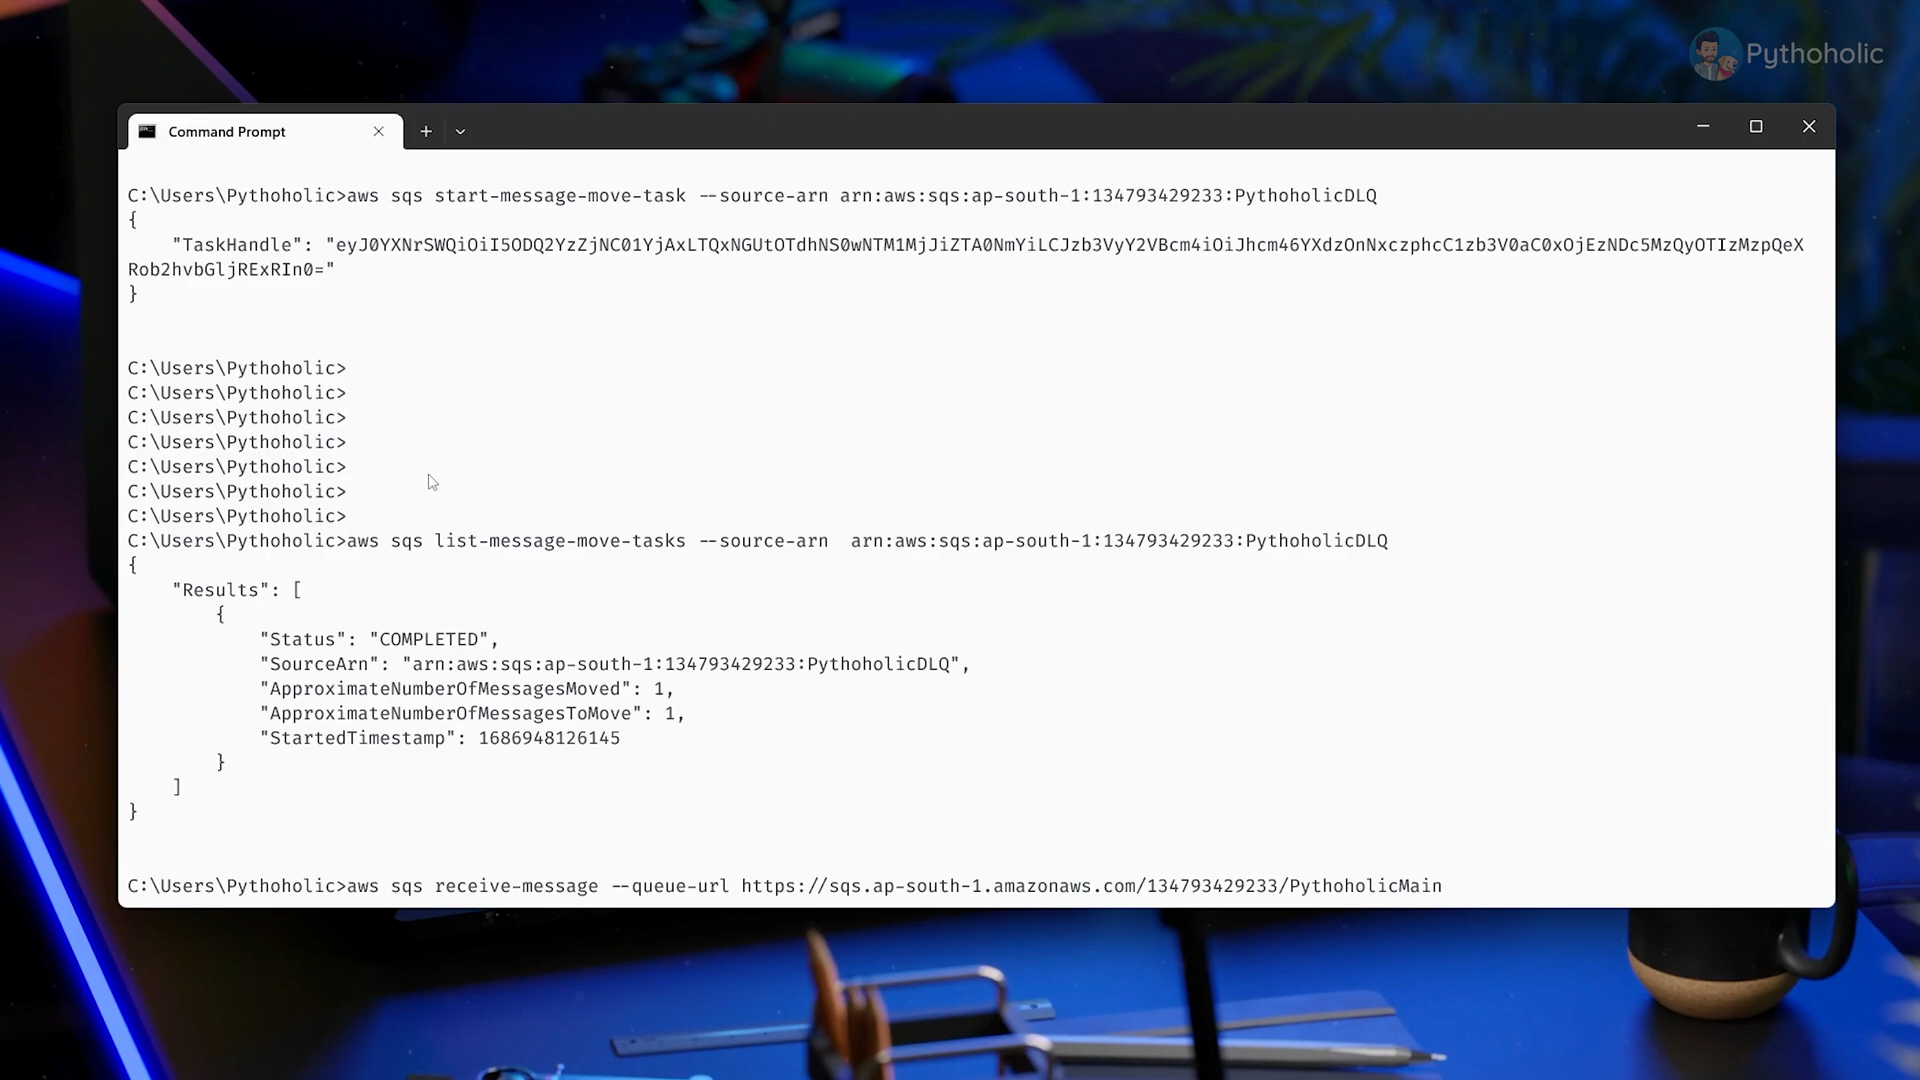 Pythoholic
Command Prompt
C:\Users\Pythoholic>aws sqs start-message-move-task --source-arn arn:aws:sqs:ap-south-1:134793429233:PythoholicDLQ
{
    "TaskHandle": "eyJ0YXNrSWQiOiI5ODQ2YzZjNC01YjAxLTQxNGUtOTdhNS0wNTM1MjJiZTA0NmYiLCJzb3VyY2VBcm4iOiJhcm46YXdzOnNxczphcC1zb3V0aC0xOjEzNDc5MzQyOTIzMzpQeX
Rob2hvbGljRExRIn0="
}
C:\Users\Pythoholic>
C:\Users\Pythoholic>
C:\Users\Pythoholic>
C:\Users\Pythoholic>
C:\Users\Pythoholic>
C:\Users\Pythoholic>
C:\Users\Pythoholic>
C:\Users\Pythoholic>aws sqs list-message-move-tasks --source-arn  arn:aws:sqs:ap-south-1:134793429233:PythoholicDLQ
{
    "Results": [
        {
            "Status": "COMPLETED",
            "SourceArn": "arn:aws:sqs:ap-south-1:134793429233:PythoholicDLQ",
            "ApproximateNumberOfMessagesMoved": 1,
            "ApproximateNumberOfMessagesToMove": 1,
            "StartedTimestamp": 1686948126145
        }
    ]
}
C:\Users\Pythoholic>aws sqs receive-message --queue-url https://sqs.ap-south-1.amazonaws.com/134793429233/PythoholicMain